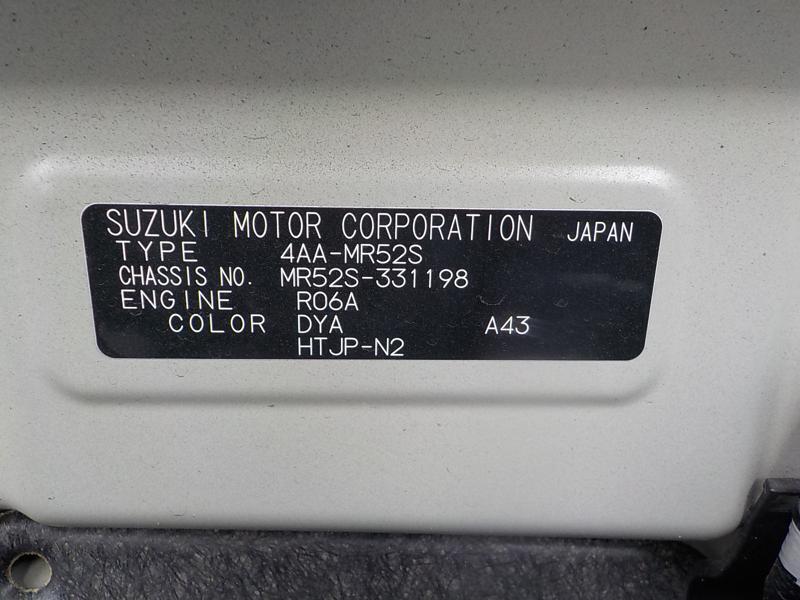 SUZUKI MOTOR CORPORATION JAPAN
TYPE 4AA-MR52S
CHASSIS NO. MR52S-331198
ENGINE R06A
COLOR DYA A43
HTJP-N2